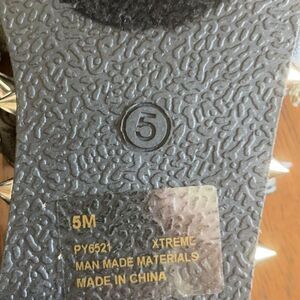 5
5M
PY6521 XTREME
MAN MADE MATERIALS
MADE IN CHINA